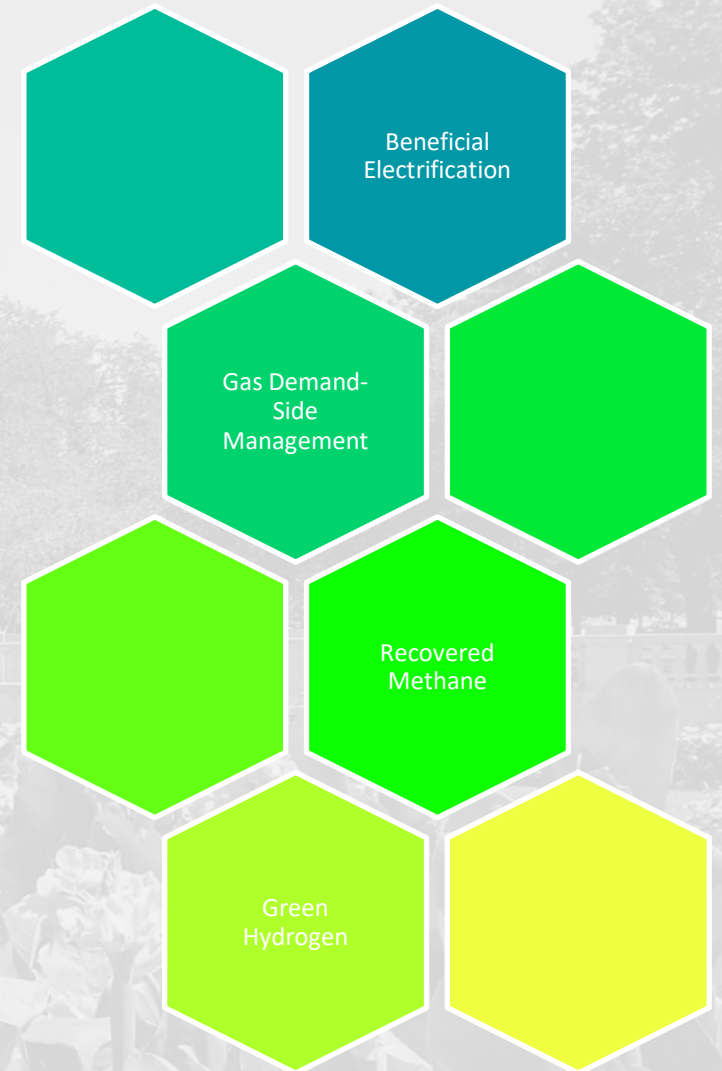 Beneficial
Electrification
Gas Demand-
Side
Management
Recovered
Methane
Green
Hydrogen